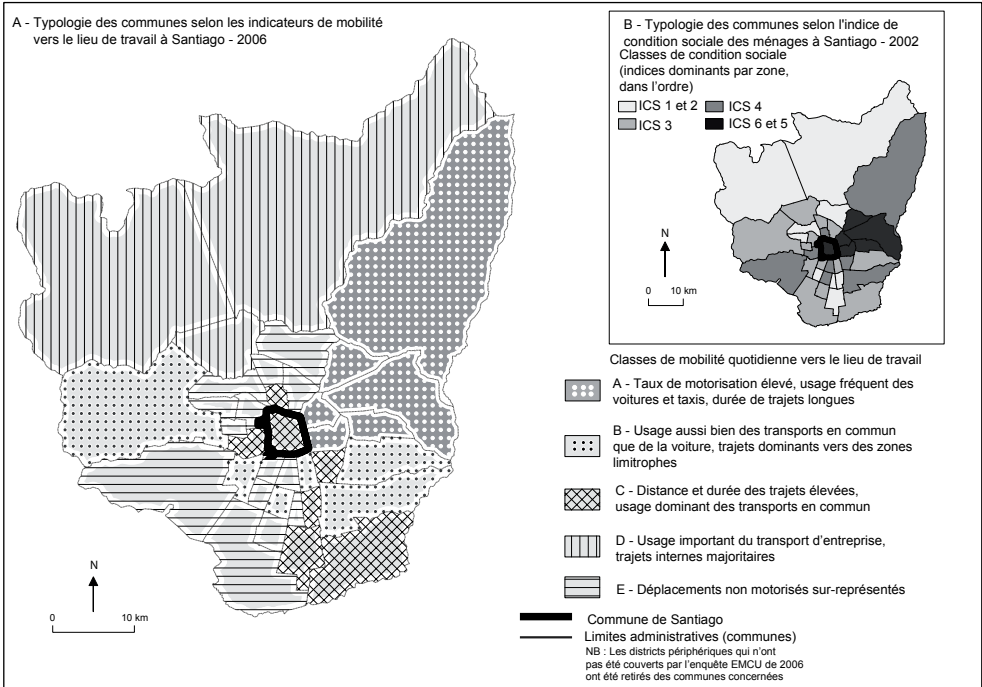 A - Typologie des communes selon les indicateurs de mobilité
vers le lieu de travail à Santiago - 2006
B - Typologie des communes selon l'indice de
condition sociale des ménages à Santiago - 2002
Classes de condition sociale
(indices dominants par zone,
dans l'ordre)
ICS 1 et 2
ICS 4
ICS 3
ICS 6 et 5
N
0 10 km
Classes de mobilité quotidienne vers le lieu de travail
A - Taux de motorisation élevé, usage fréquent des
voitures et taxis, durée de trajets longues
B - Usage aussi bien des transports en commun
que de la voiture, trajets dominants vers des zones
limitrophes
C - Distance et durée des trajets élevées,
usage dominant des transports en commun
D - Usage important du transport d'entreprise,
trajets internes majoritaires
E - Déplacements non motorisés sur-représentés
N
0 10 km
Commune de Santiago
Limites administratives (communes)
NB : Les districts périphériques qui n'ont
pas été couverts par l'enquête EMCU de 2006
ont été retirés des communes concernées